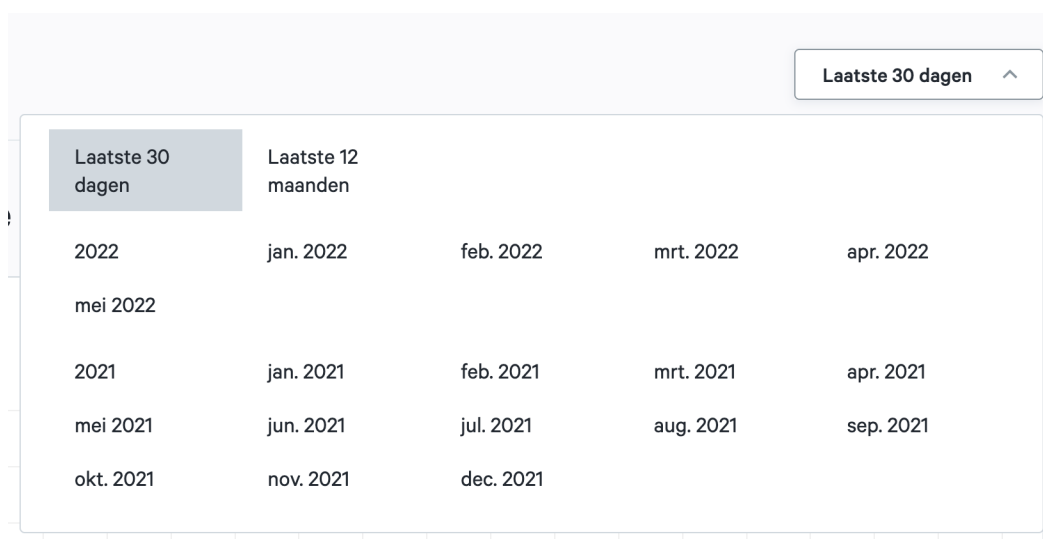 Laatste 30 dagen
Laatste 30 dagen
Laatste 12 maanden
2022 jan. 2022 feb. 2022 mrt. 2022 apr. 2022
mei 2022
2021 jan. 2021 feb. 2021 mrt. 2021 apr. 2021
mei 2021 jun. 2021 jul. 2021 aug. 2021 sep. 2021
okt. 2021 nov. 2021 dec. 2021